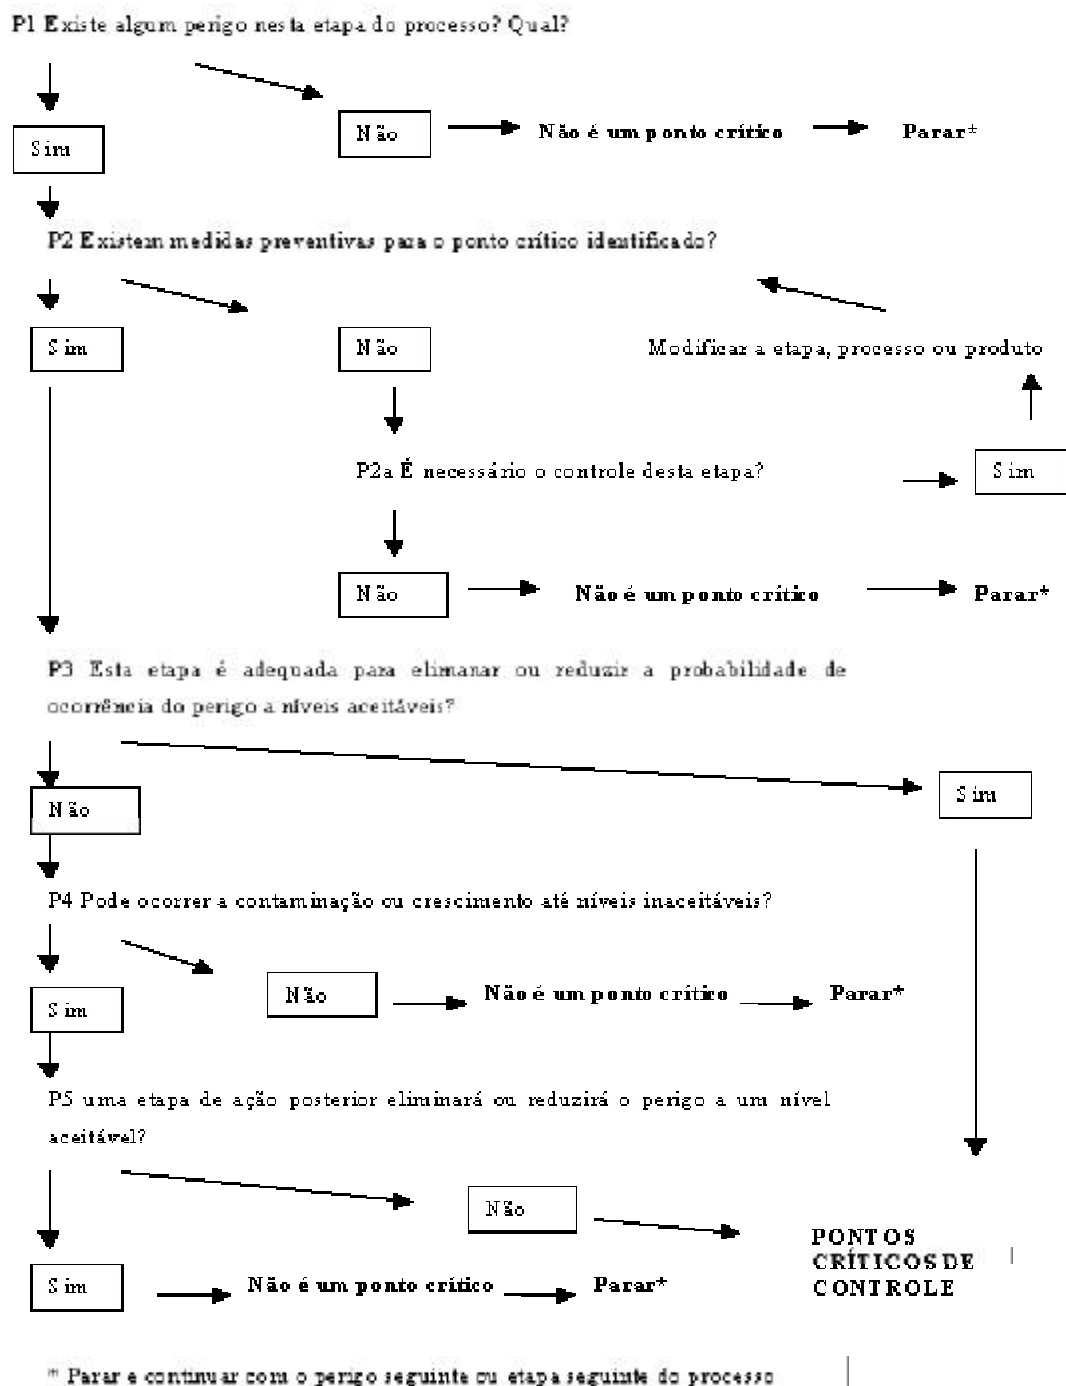 P1 Existe algum perigo nesta etapa do processo? Qual?
Não
Não é um ponto crítico
Parar*
Sim
P2 Existem medidas preventivas para o ponto crítico identificado?
Sim
Não
Modificar a etapa, processo ou produto
P2a É necessário o controle desta etapa?
Sim
Não
Não é um ponto crítico
Parar*
P3 Esta etapa é adequada para elimanar ou reduzir a probabilidade de
ocorrência do perigo a níveis aceitáveis?
Sim
Não
P4 Pode ocorrer a contaminação ou crescimento até níveis inaceitáveis?
Não
Não é um ponto crítico
Parar*
Sim
P5 uma etapa de ação posterior eliminará ou reduzirá o perigo a um nível
aceitável?
Não
PONTOS
CRÍTICOS DE
CONTROLE
Sim
Não é um ponto crítico
Parar*
* Parar e continuar com o perigo seguinte ou etapa seguinte do processo